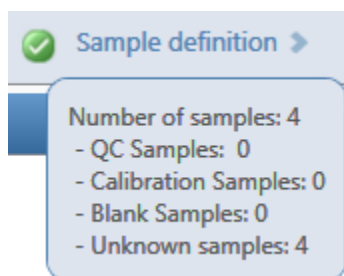 Sample definition
Number of samples: 4
- QC Samples:  0
- Calibration Samples: 0
- Blank Samples: 0
- Unknown samples: 4